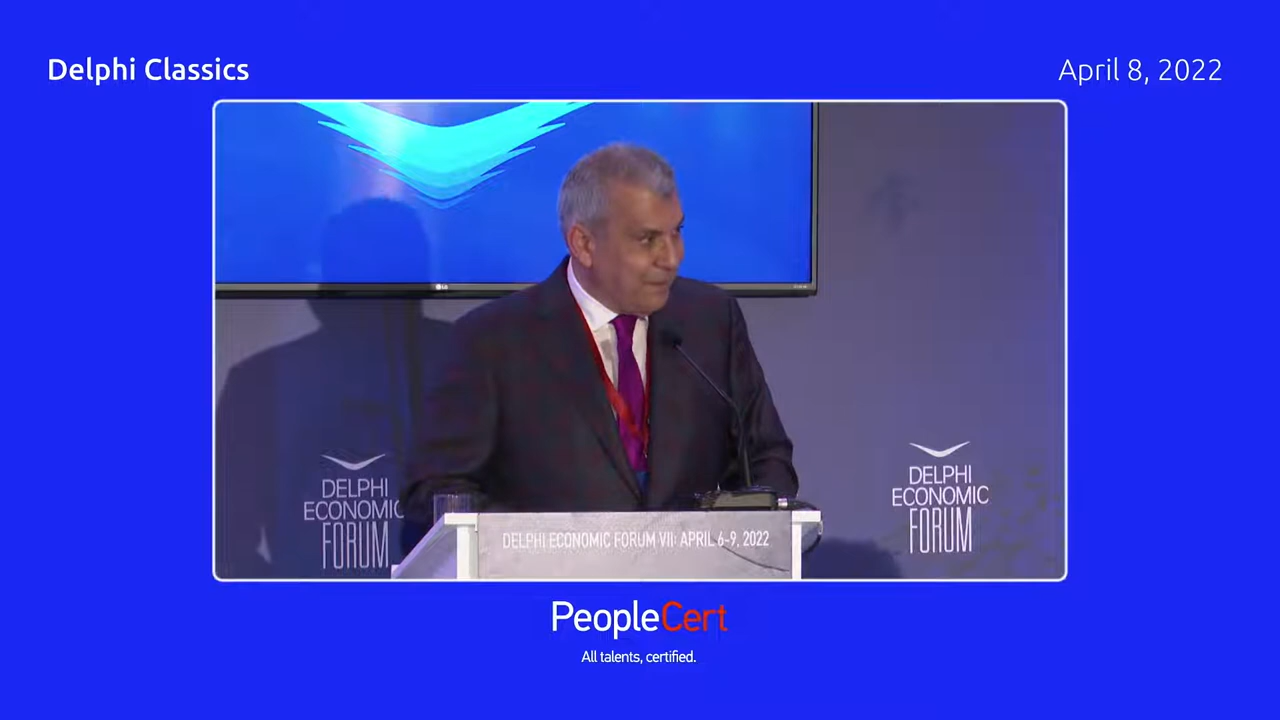 Delphi Classics
April 8, 2022
LG
DELPHI
ECONOMIC
FORUM
DELPHI
ECONOMIC
FORUM
DELPHI ECONOMIC FORUM VII: APRIL 6-9, 2022
PeopleCert
All talents, certified.